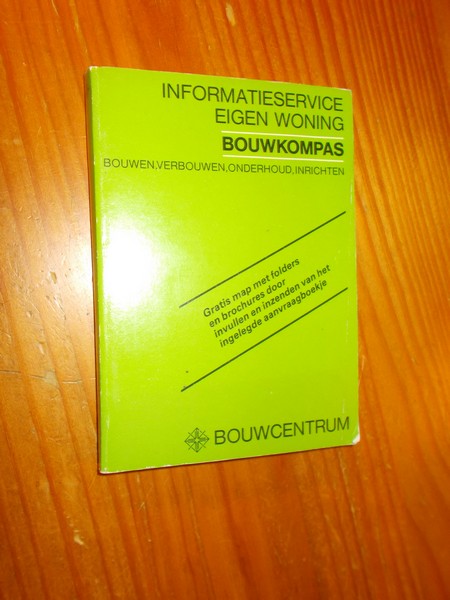 INFORMATIESERVICE
EIGEN WONING
BOUWKOMPAS
BOUWEN,VERBOUWEN,ONDERHOUD,INRICHTEN
Gratis map met folders
en brochures door
invullen en inzenden van het
ingelegde aanvraagboekje
BOUWCENTRUM